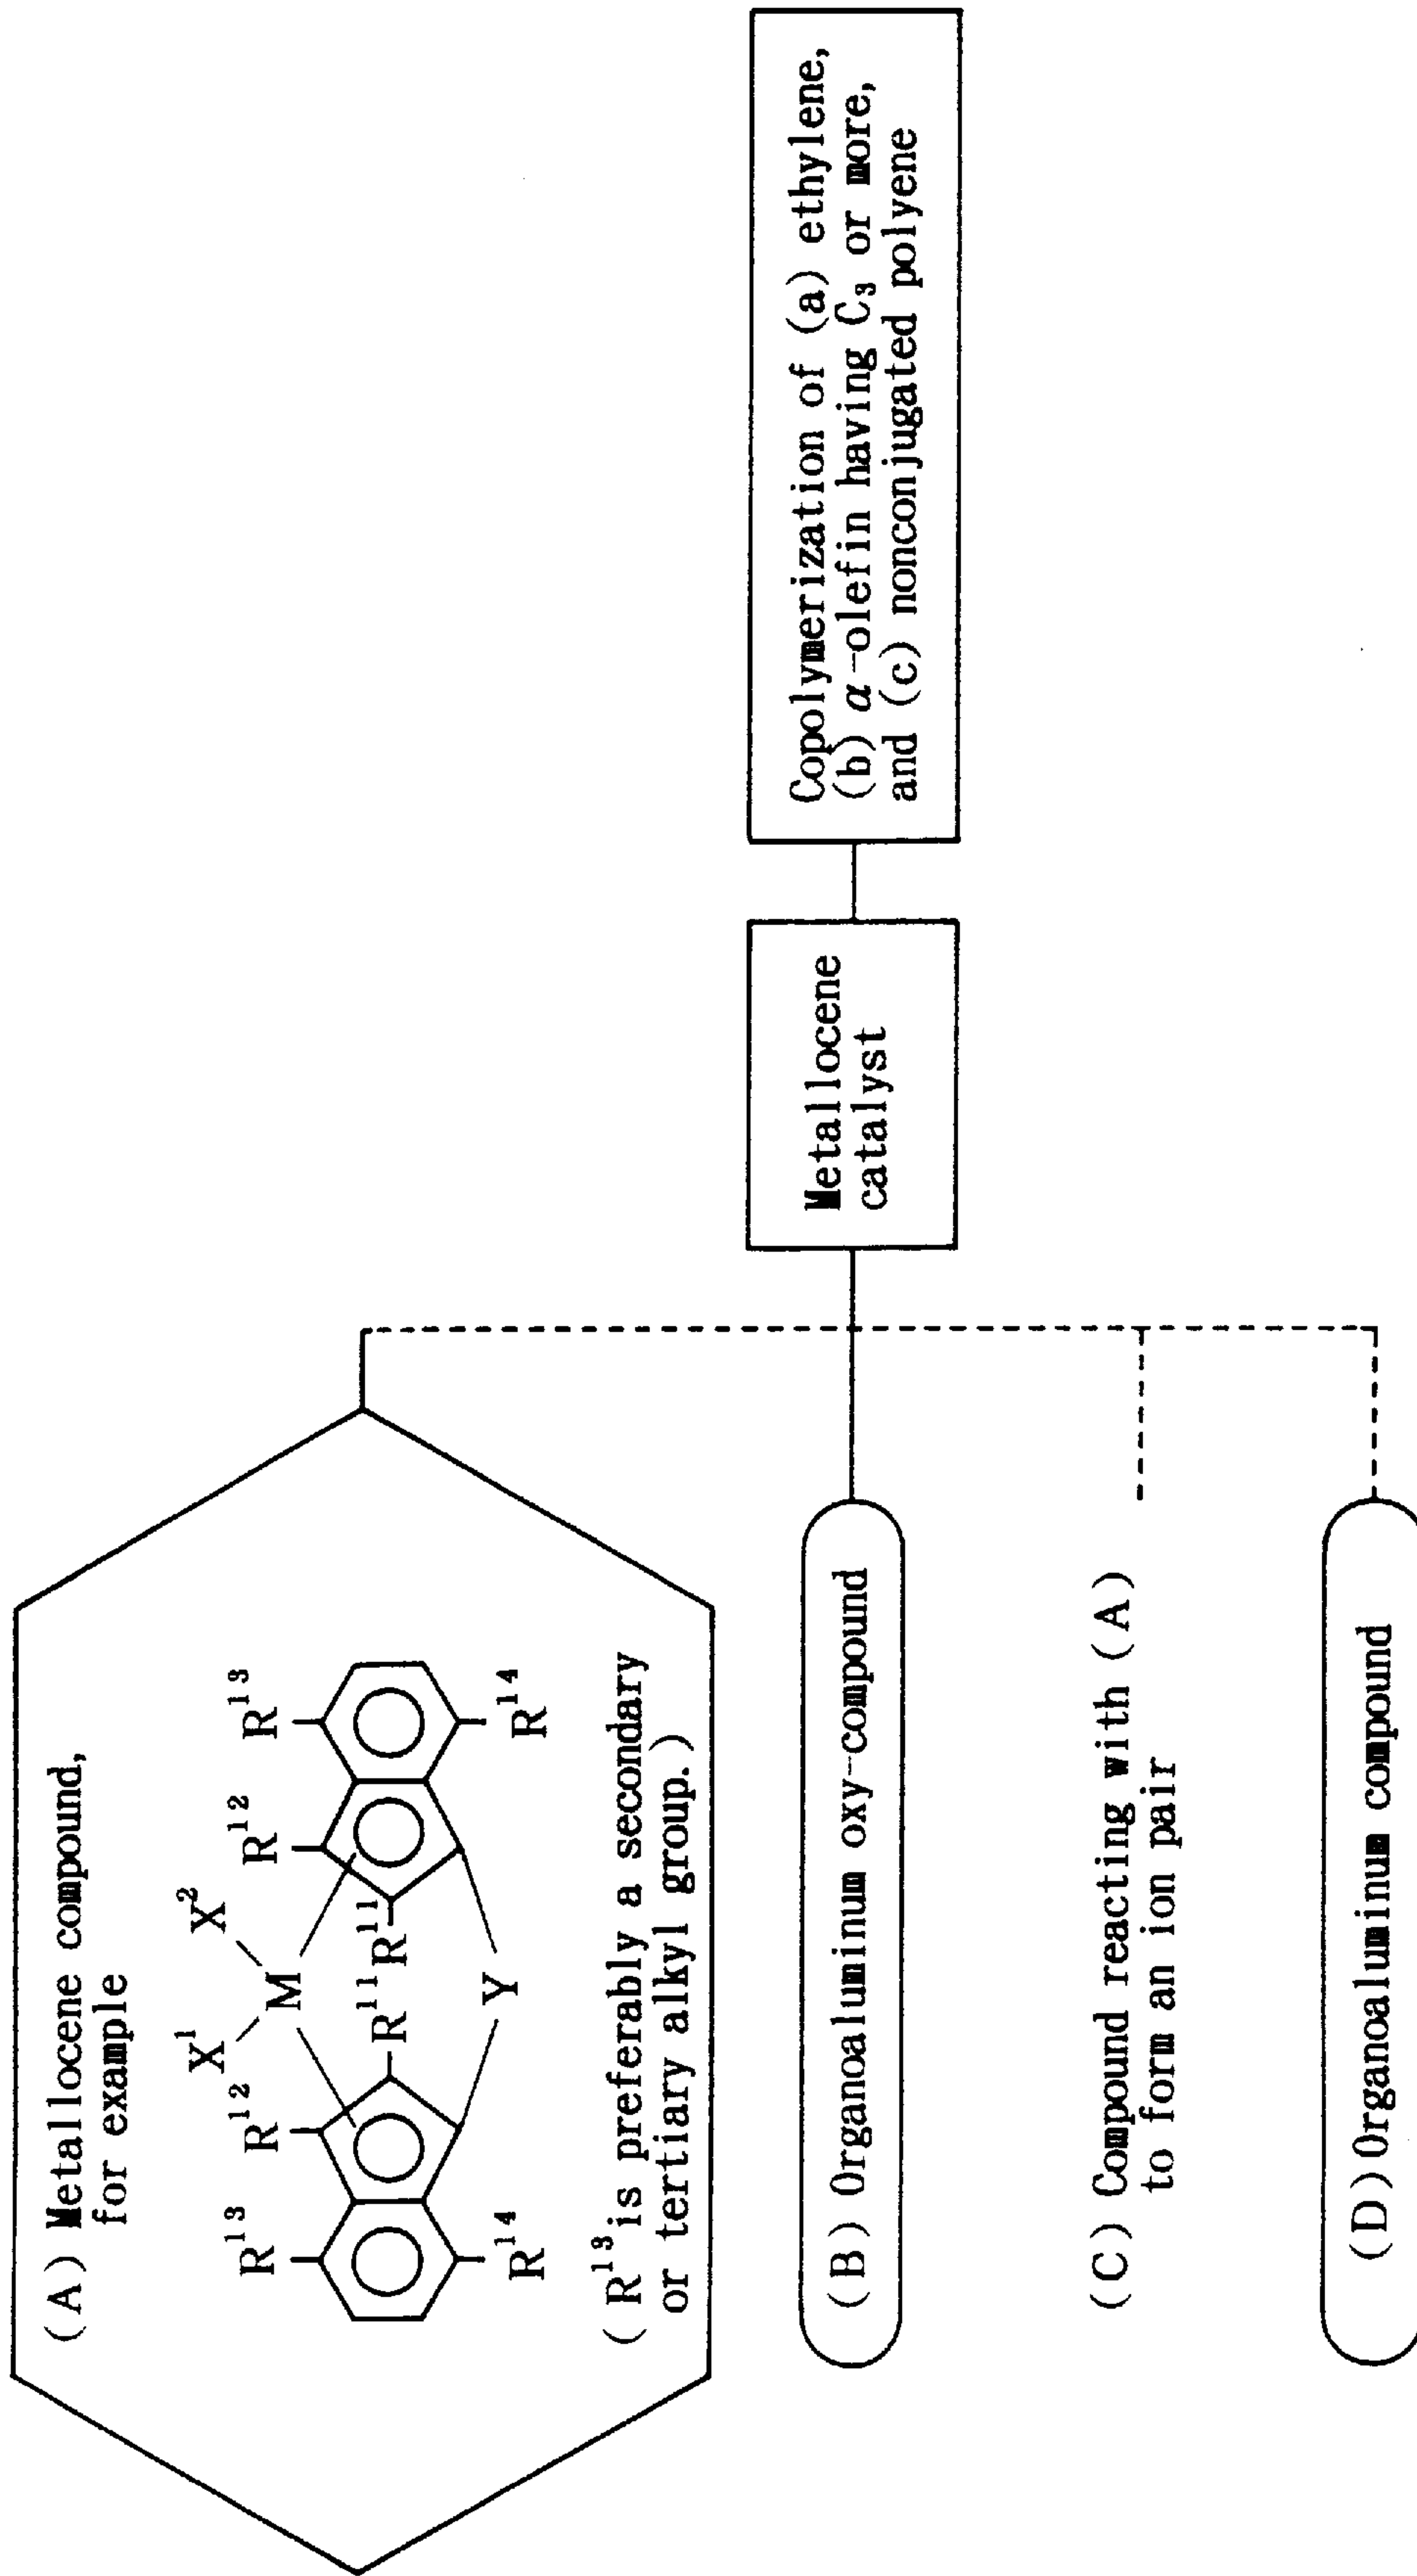 (A) Metallocene compound,
for example
X¹ X²
M
R¹³ R¹² R¹² R¹³
R¹¹ R¹¹
R¹⁴ Y R¹⁴
(R¹³ is preferably a secondary
or tertiary alkyl group.)
(B) Organoaluminum oxy-compound
(C) Compound reacting with (A)
to form an ion pair
(D) Organoaluminum compound
Metallocene
catalyst
Copolymerization of (a) ethylene,
(b) α-olefin having C₃ or more,
and (c) nonconjugated polyene